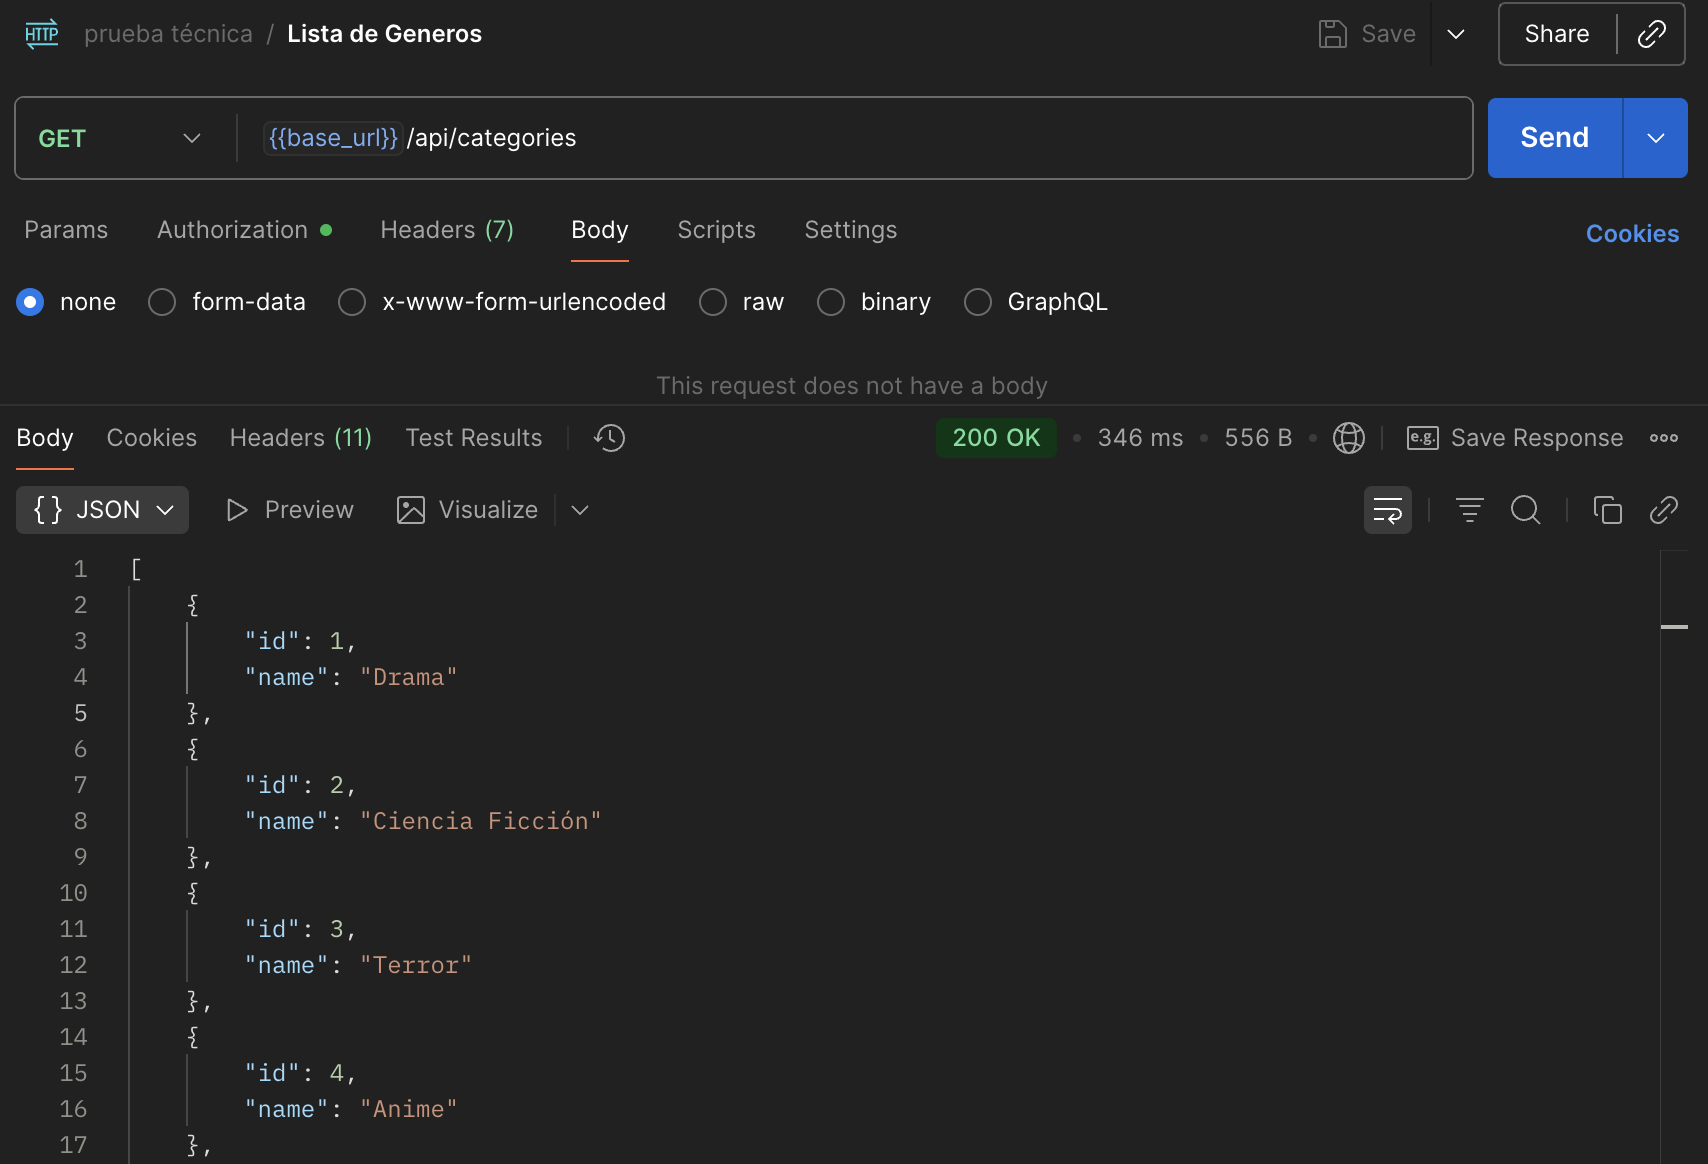 HTTP prueba técnica / Lista de Generos Save Share
GET {{base_url}}/api/categories Send
Params Authorization Headers (7) Body Scripts Settings Cookies
none form-data x-www-form-urlencoded raw binary GraphQL
This request does not have a body
Body Cookies Headers (11) Test Results 200 OK • 346 ms • 556 B • e.g. Save Response
{} JSON Preview Visualize
1 [
2 {
3 "id": 1,
4 "name": "Drama"
5 },
6 {
7 "id": 2,
8 "name": "Ciencia Ficción"
9 },
10 {
11 "id": 3,
12 "name": "Terror"
13 },
14 {
15 "id": 4,
16 "name": "Anime"
17 },